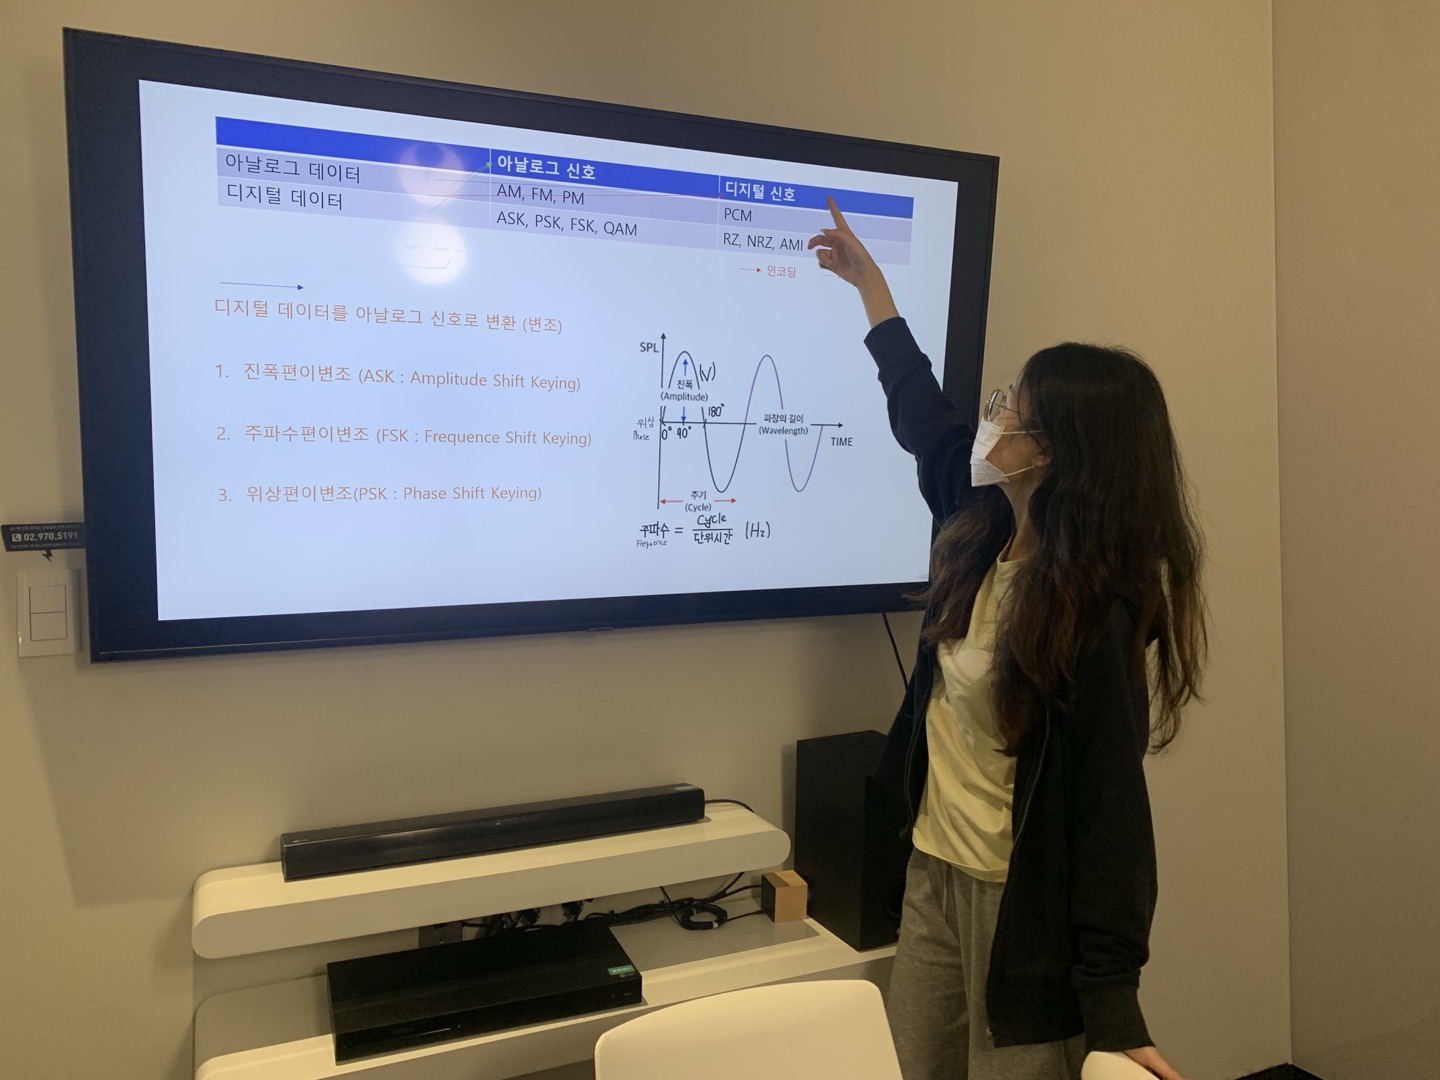 아날로그 신호
디지털 신호
아날로그 데이터
AM, FM, PM
PCM
디지털 데이터
ASK, PSK, FSK, QAM
RZ, NRZ, AMI
인코딩
디지털 데이터를 아날로그 신호로 변환 (변조)
1. 진폭편이변조 (ASK : Amplitude Shift Keying)
2. 주파수편이변조 (FSK : Frequence Shift Keying)
3. 위상편이변조(PSK : Phase Shift Keying)
SPL
진폭 (V)
(Amplitude)
180°
위상
Phase
0° 90°
파장의 길이
(Wavelength)
TIME
주기
(Cycle)
주파수 = Cycle / 단위시간 (Hz)
Frequence
02.970.5191